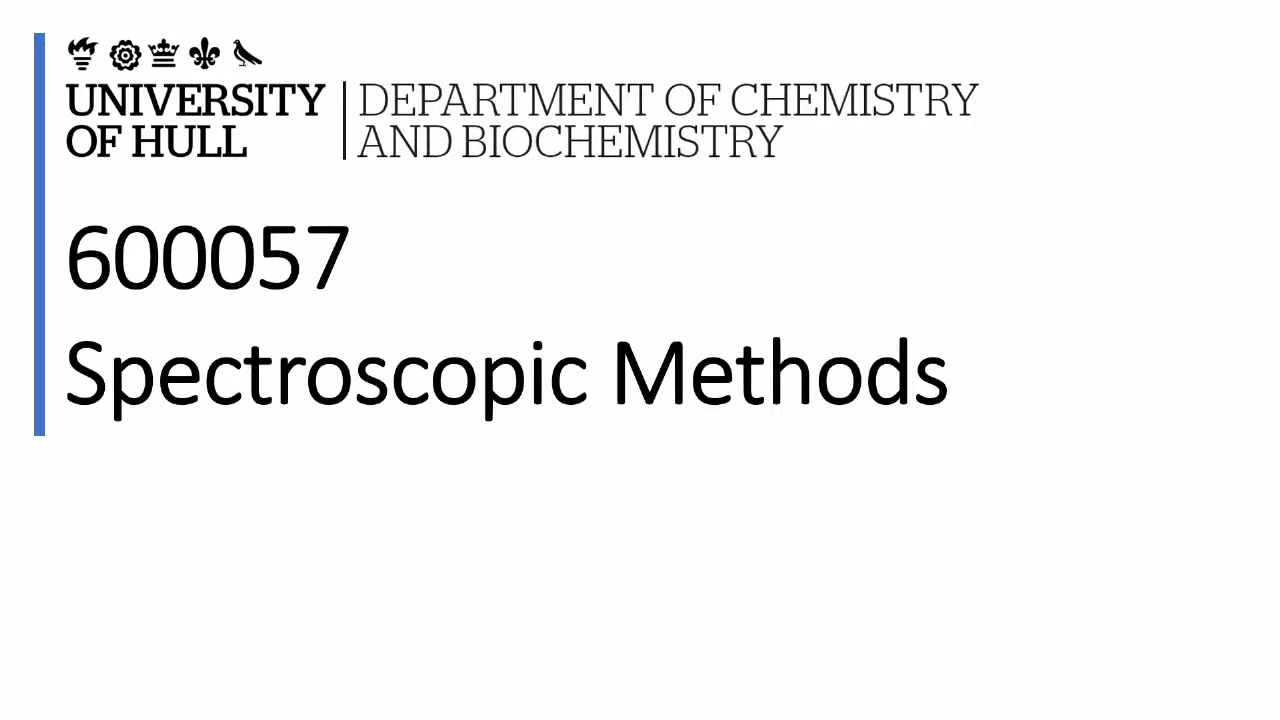 UNIVERSITY
OF HULL
DEPARTMENT OF CHEMISTRY
AND BIOCHEMISTRY
600057
Spectroscopic Methods